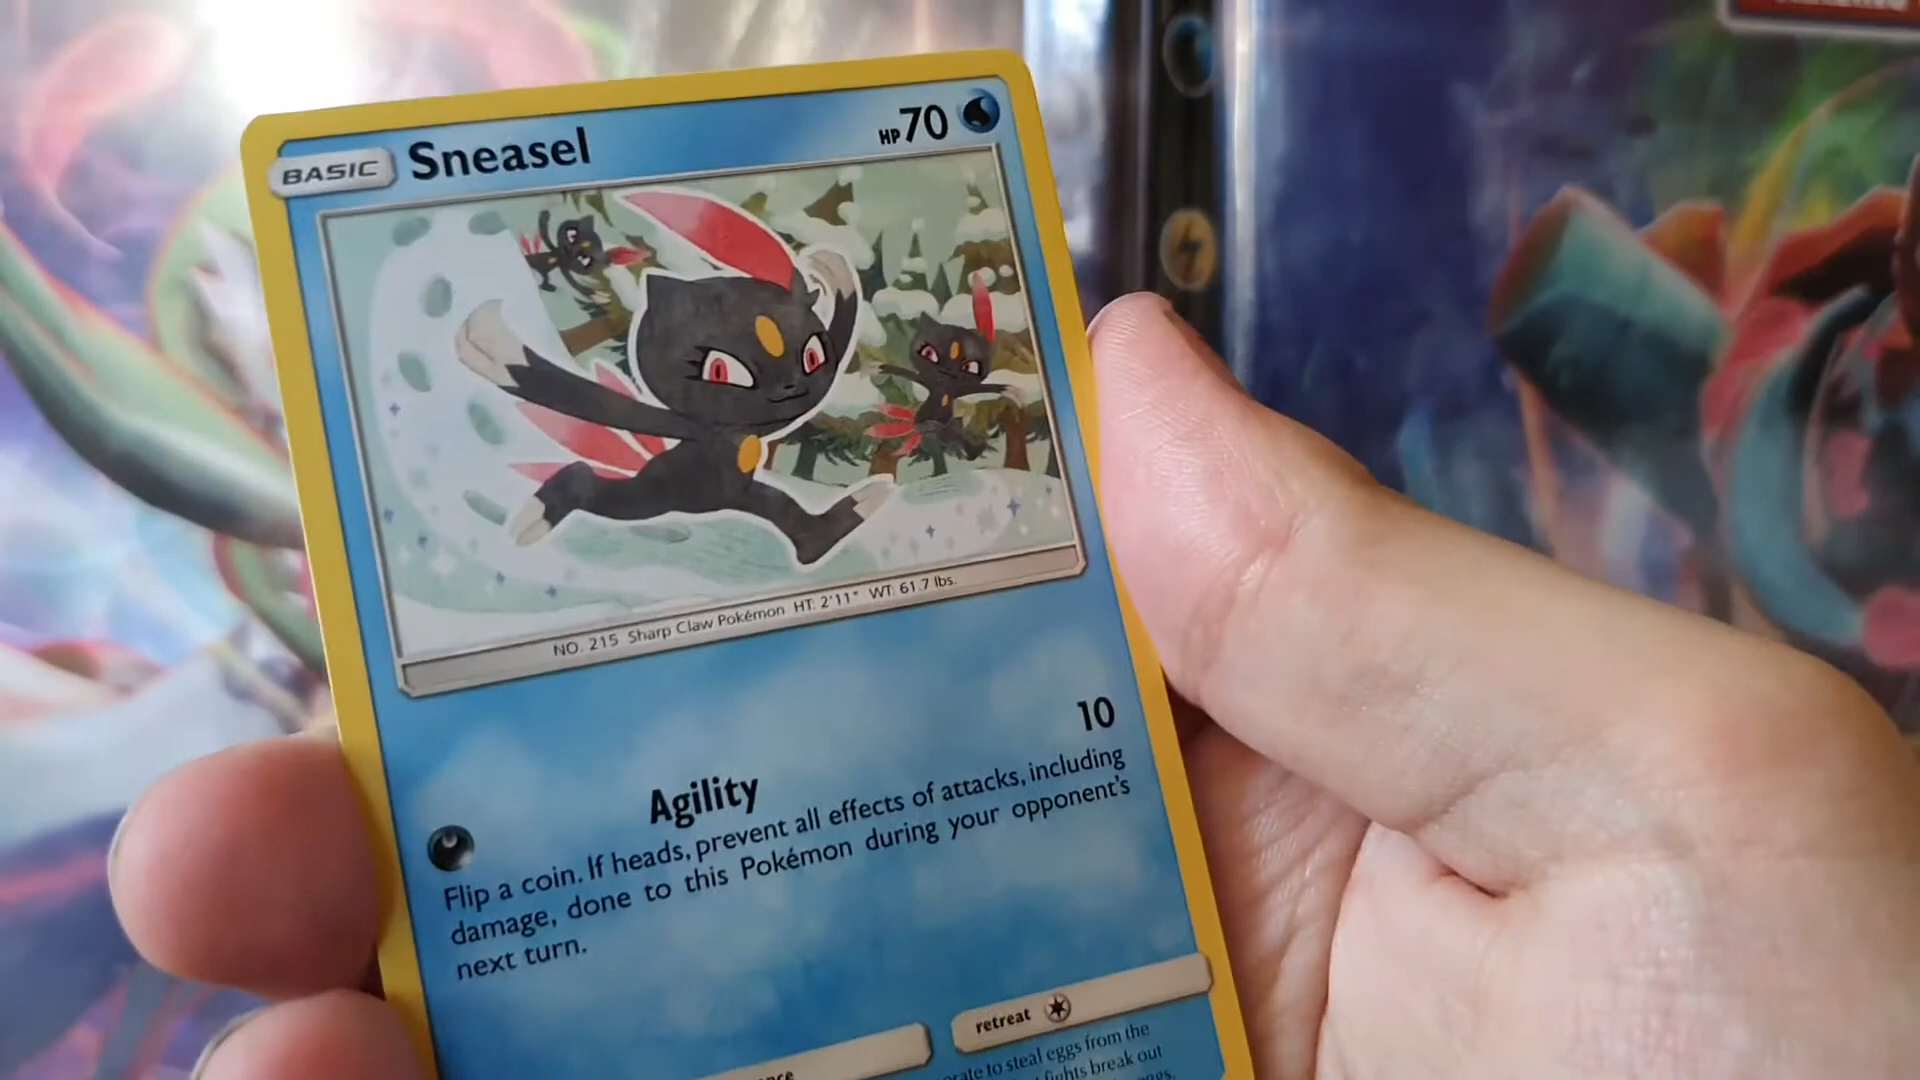 BASIC Sneasel HP 70
NO. 215 Sharp Claw Pokémon HT: 2'11" WT: 61.7 lbs.
Agility 10
Flip a coin. If heads, prevent all effects of attacks, including
damage, done to this Pokémon during your opponent's
next turn.
retreat
to steal eggs from the
fights break out